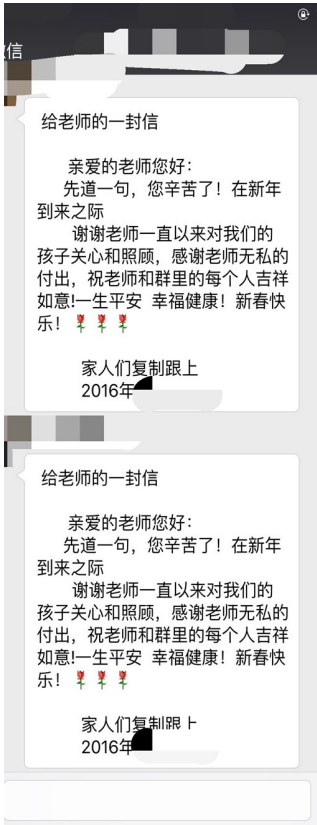 信
给老师的一封信
亲爱的老师您好：
先道一句，您辛苦了！在新年
到来之际
谢谢老师一直以来对我们的
孩子关心和照顾，感谢老师无私的
付出，祝老师和群里的每个人吉祥
如意!一生平安 幸福健康！新春快
乐！🌹🌹🌹
家人们复制跟上
2016年
给老师的一封信
亲爱的老师您好：
先道一句，您辛苦了！在新年
到来之际
谢谢老师一直以来对我们的
孩子关心和照顾，感谢老师无私的
付出，祝老师和群里的每个人吉祥
如意!一生平安 幸福健康！新春快
乐！🌹🌹🌹
家人们复制跟上
2016年